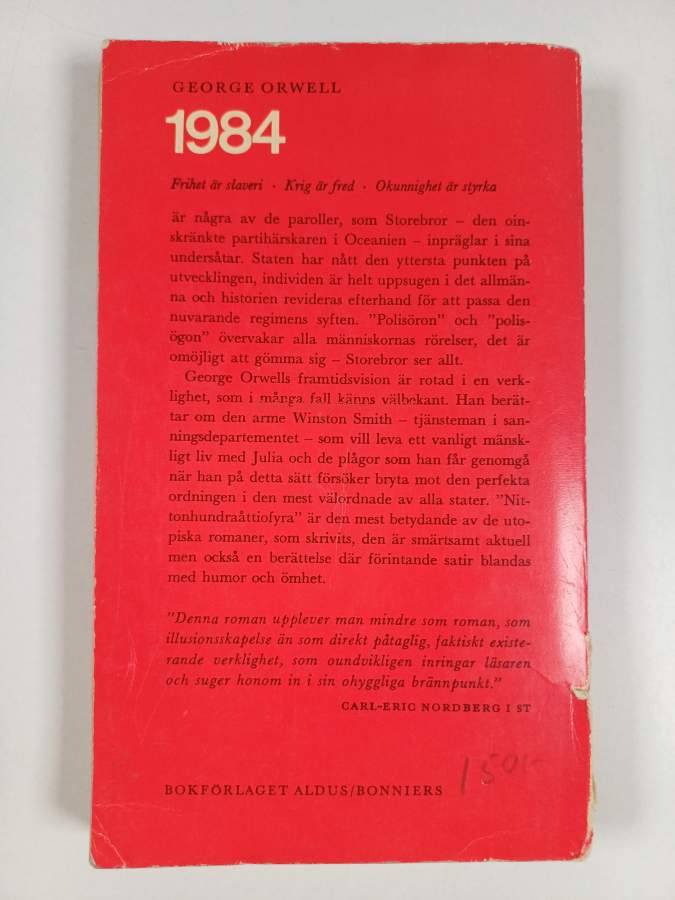 GEORGE ORWELL
1984
Frihet är slaveri · Krig är fred · Okunnighet är styrka
är några av de paroller, som Storebror – den oin-
skränkte partihärskaren i Oceanien – inpräglar i sina
undersåtar. Staten har nått den yttersta punkten på
utvecklingen, individen är helt uppsugen i det allmän-
na och historien revideras efterhand för att passa den
nuvarande regimens syften. "Polisöron" och "polis-
ögon" övervakar alla människornas rörelser, det är
omöjligt att gömma sig – Storebror ser allt.
George Orwells framtidsvision är rotad i en verk-
lighet, som i många fall känns välbekant. Han berät-
tar om den arme Winston Smith – tjänsteman i san-
ningsdepartementet – som vill leva ett vanligt mänsk-
ligt liv med Julia och de plågor som han får genomgå
när han på detta sätt försöker bryta mot den perfekta
ordningen i den mest välordnade av alla stater. "Nit-
tonhundraåttiofyra" är den mest betydande av de uto-
piska romaner, som skrivits, den är smärtsamt aktuell
men också en berättelse där förintande satir blandas
med humor och ömhet.
"Denna roman upplever man mindre som roman, som
illusionsskapelse än som direkt påtaglig, faktiskt existe-
rande verklighet, som oundvikligen inringar läsaren
och suger honom in i sin ohyggliga brännpunkt."
CARL-ERIC NORDBERG I ST
150:-
BOKFÖRLAGET ALDUS/BONNIERS